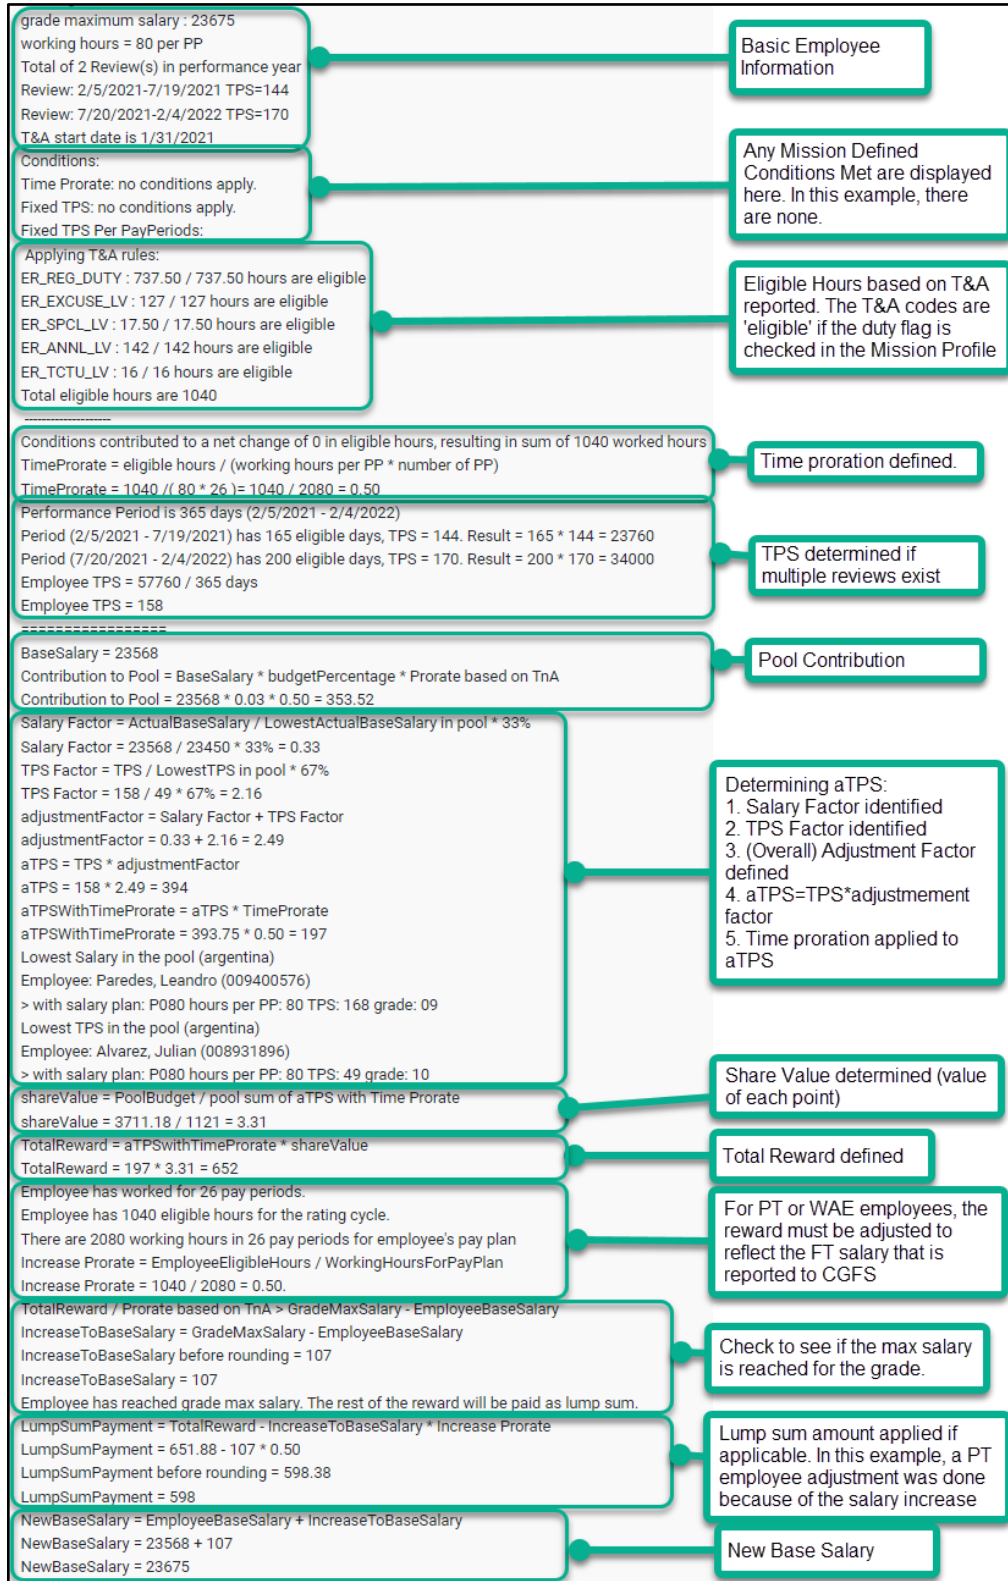 grade maximum salary : 23675
working hours = 80 per PP
Total of 2 Review(s) in performance year
Review: 2/5/2021-7/19/2021 TPS=144
Review: 7/20/2021-2/4/2022 TPS=170
T&A start date is 1/31/2021
Basic Employee
Information
Conditions:
Time Prorate: no conditions apply.
Fixed TPS: no conditions apply.
Fixed TPS Per PayPeriods:
Any Mission Defined
Conditions Met are displayed
here. In this example, there
are none.
Applying T&A rules:
ER_REG_DUTY : 737.50 / 737.50 hours are eligible
ER_EXCUSE_LV : 127 / 127 hours are eligible
ER_SPCL_LV : 17.50 / 17.50 hours are eligible
ER_ANNL_LV : 142 / 142 hours are eligible
ER_TCTU_LV : 16 / 16 hours are eligible
Total eligible hours are 1040
--------------------
Eligible Hours based on T&A
reported. The T&A codes are
'eligible' if the duty flag is
checked in the Mission Profile
Conditions contributed to a net change of 0 in eligible hours, resulting in sum of 1040 worked hours
TimeProrate = eligible hours / (working hours per PP * number of PP)
TimeProrate = 1040 /( 80 * 26 )= 1040 / 2080 = 0.50
Time proration defined.
Performance Period is 365 days (2/5/2021 - 2/4/2022)
Period (2/5/2021 - 7/19/2021) has 165 eligible days, TPS = 144. Result = 165 * 144 = 23760
Period (7/20/2021 - 2/4/2022) has 200 eligible days, TPS = 170. Result = 200 * 170 = 34000
Employee TPS = 57760 / 365 days
Employee TPS = 158
=================
TPS determined if
multiple reviews exist
BaseSalary = 23568
Contribution to Pool = BaseSalary * budgetPercentage * Prorate based on TnA
Contribution to Pool = 23568 * 0.03 * 0.50 = 353.52
Pool Contribution
Salary Factor = ActualBaseSalary / LowestActualBaseSalary in pool * 33%
Salary Factor = 23568 / 23450 * 33% = 0.33
TPS Factor = TPS / LowestTPS in pool * 67%
TPS Factor = 158 / 49 * 67% = 2.16
adjustmentFactor = Salary Factor + TPS Factor
adjustmentFactor = 0.33 + 2.16 = 2.49
aTPS = TPS * adjustmentFactor
aTPS = 158 * 2.49 = 394
aTPSWithTimeProrate = aTPS * TimeProrate
aTPSWithTimeProrate = 393.75 * 0.50 = 197
Lowest Salary in the pool (argentina)
Employee: Paredes, Leandro (009400576)
> with salary plan: P080 hours per PP: 80 TPS: 168 grade: 09
Lowest TPS in the pool (argentina)
Employee: Alvarez, Julian (008931896)
> with salary plan: P080 hours per PP: 80 TPS: 49 grade: 10
Determining aTPS:
1. Salary Factor identified
2. TPS Factor identified
3. (Overall) Adjustment Factor
defined
4. aTPS=TPS*adjustmement
factor
5. Time proration applied to
aTPS
shareValue = PoolBudget / pool sum of aTPS with Time Prorate
shareValue = 3711.18 / 1121 = 3.31
Share Value determined (value
of each point)
TotalReward = aTPSwithTimeProrate * shareValue
TotalReward = 197 * 3.31 = 652
Total Reward defined
Employee has worked for 26 pay periods.
Employee has 1040 eligible hours for the rating cycle.
There are 2080 working hours in 26 pay periods for employee's pay plan
Increase Prorate = EmployeeEligibleHours / WorkingHoursForPayPlan
Increase Prorate = 1040 / 2080 = 0.50.
For PT or WAE employees, the
reward must be adjusted to
reflect the FT salary that is
reported to CGFS
TotalReward / Prorate based on TnA > GradeMaxSalary - EmployeeBaseSalary
IncreaseToBaseSalary = GradeMaxSalary - EmployeeBaseSalary
IncreaseToBaseSalary before rounding = 107
IncreaseToBaseSalary = 107
Employee has reached grade max salary. The rest of the reward will be paid as lump sum.
Check to see if the max salary
is reached for the grade.
LumpSumPayment = TotalReward - IncreaseToBaseSalary * Increase Prorate
LumpSumPayment = 651.88 - 107 * 0.50
LumpSumPayment before rounding = 598.38
LumpSumPayment = 598
Lump sum amount applied if
applicable. In this example, a PT
employee adjustment was done
because of the salary increase
NewBaseSalary = EmployeeBaseSalary + IncreaseToBaseSalary
NewBaseSalary = 23568 + 107
NewBaseSalary = 23675
New Base Salary